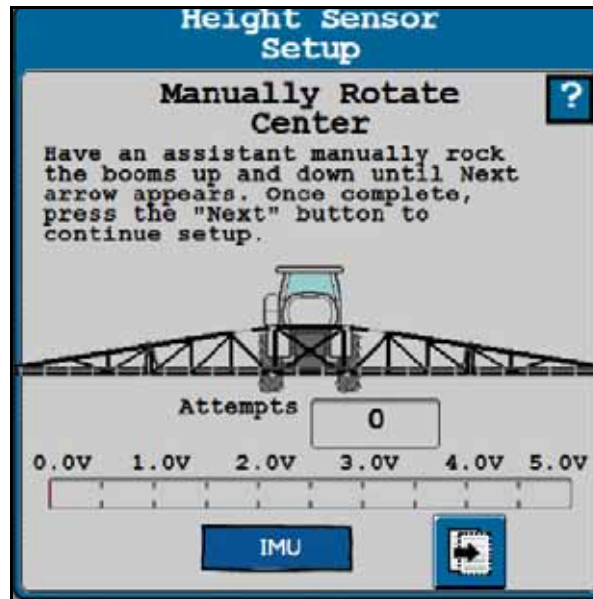 Height Sensor
Setup
Manually Rotate
Center
?
Have an assistant manually rock
the booms up and down until Next
arrow appears. Once complete,
press the "Next" button to
continue setup.
Attempts 0
0.0V 1.0V 2.0V 3.0V 4.0V 5.0V
IMU